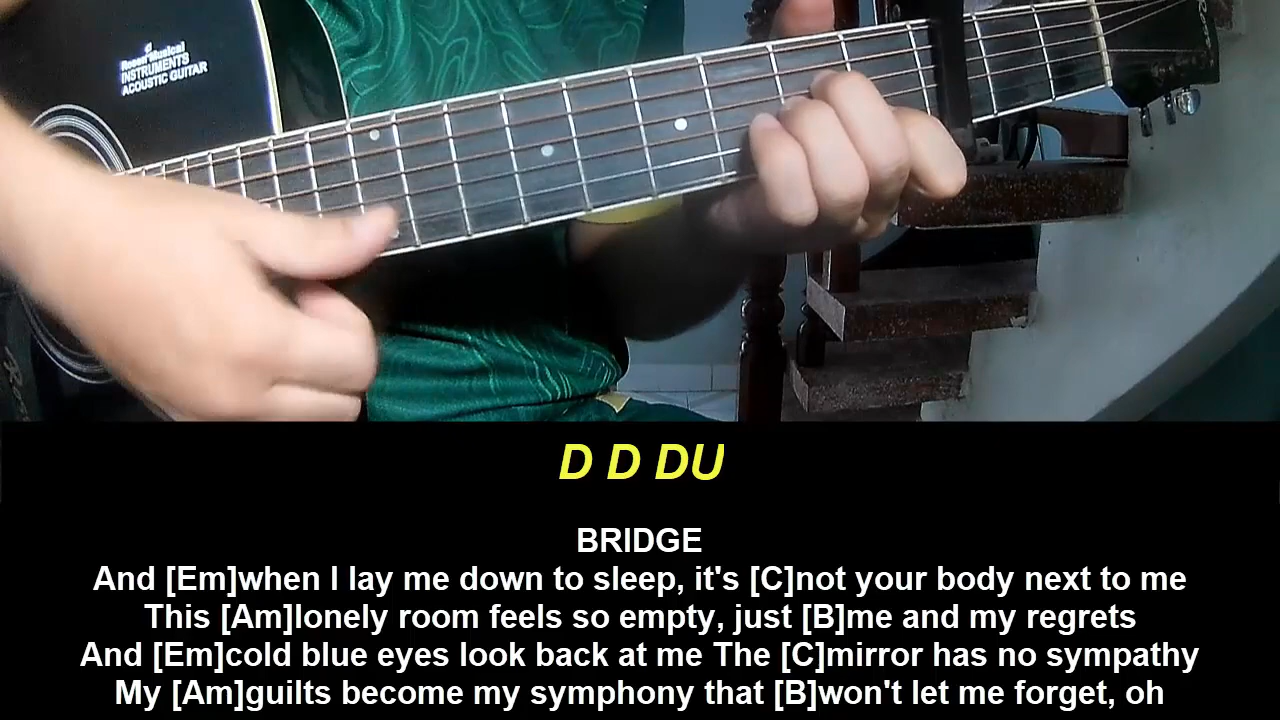 Rosen Musical
INSTRUMENTS
ACOUSTIC GUITAR
D D DU
BRIDGE
And [Em]when I lay me down to sleep, it's [C]not your body next to me
This [Am]lonely room feels so empty, just [B]me and my regrets
And [Em]cold blue eyes look back at me The [C]mirror has no sympathy
My [Am]guilts become my symphony that [B]won't let me forget, oh